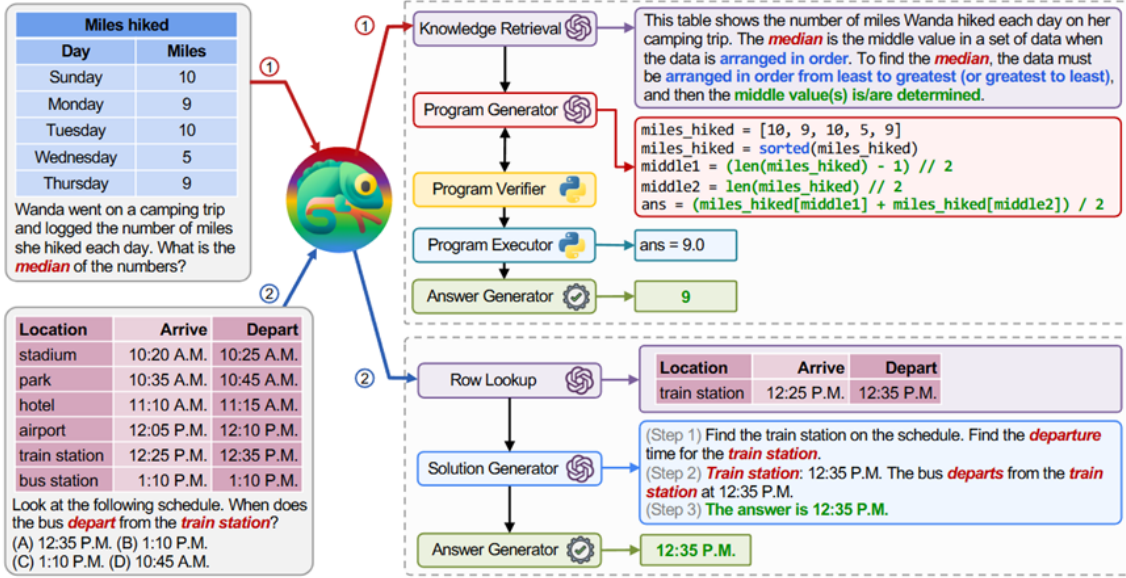 Miles hiked
Day Miles
Sunday 10
Monday 9
Tuesday 10
Wednesday 5
Thursday 9
Wanda went on a camping trip
and logged the number of miles
she hiked each day. What is the
median of the numbers?
①
②
Location Arrive Depart
stadium 10:20 A.M. 10:25 A.M.
park 10:35 A.M. 10:45 A.M.
hotel 11:10 A.M. 11:15 A.M.
airport 12:05 P.M. 12:10 P.M.
train station 12:25 P.M. 12:35 P.M.
bus station 1:10 P.M. 1:10 P.M.
Look at the following schedule. When does
the bus depart from the train station?
(A) 12:35 P.M. (B) 1:10 P.M.
(C) 1:10 P.M. (D) 10:45 A.M.
①
Knowledge Retrieval
This table shows the number of miles Wanda hiked each day on her
camping trip. The median is the middle value in a set of data when
the data is arranged in order. To find the median, the data must
be arranged in order from least to greatest (or greatest to least),
and then the middle value(s) is/are determined.
Program Generator
miles_hiked = [10, 9, 10, 5, 9]
miles_hiked = sorted(miles_hiked)
middle1 = (len(miles_hiked) - 1) // 2
middle2 = len(miles_hiked) // 2
ans = (miles_hiked[middle1] + miles_hiked[middle2]) / 2
Program Verifier
Program Executor
ans = 9.0
Answer Generator
9
②
Row Lookup
Location Arrive Depart
train station 12:25 P.M. 12:35 P.M.
Solution Generator
(Step 1) Find the train station on the schedule. Find the departure
time for the train station.
(Step 2) Train station: 12:35 P.M. The bus departs from the train
station at 12:35 P.M.
(Step 3) The answer is 12:35 P.M.
Answer Generator
12:35 P.M.